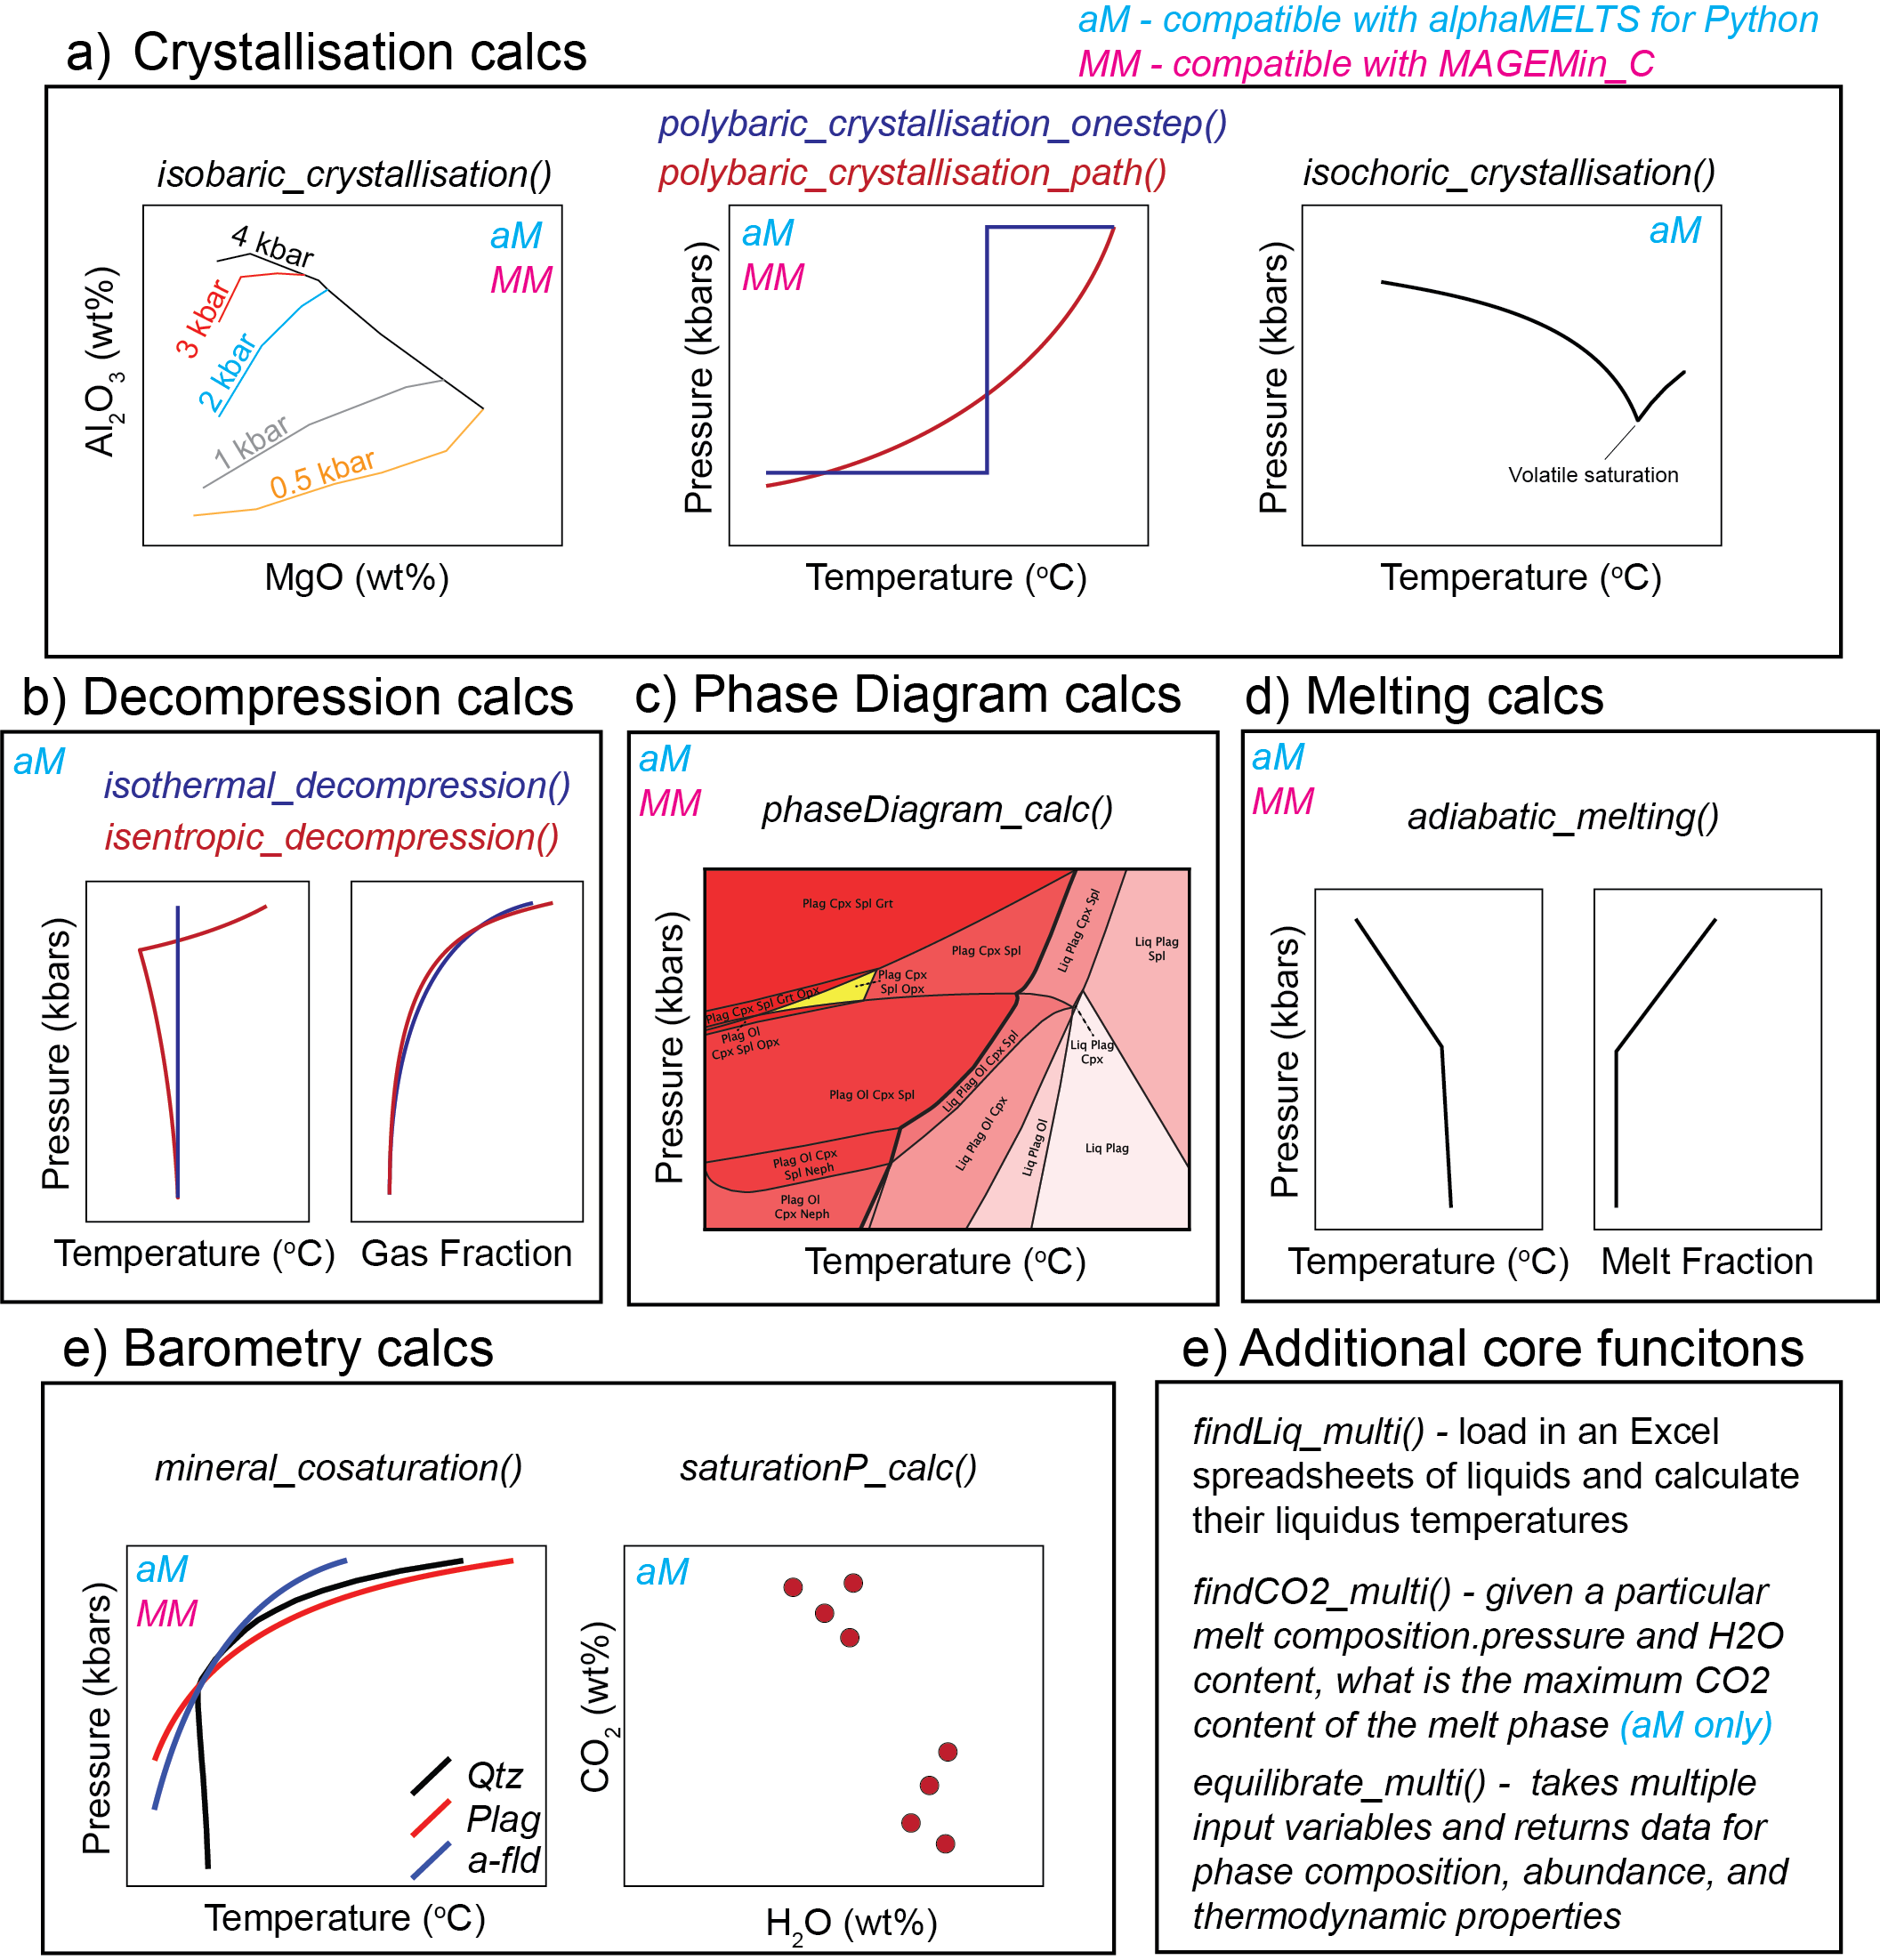 aM - compatible with alphaMELTS for Python
MM - compatible with MAGEMin_C
a) Crystallisation calcs
isobaric_crystallisation()
aM
MM
4 kbar
3 kbar
2 kbar
1 kbar
0.5 kbar
Al2O3 (wt%)
MgO (wt%)
polybaric_crystallisation_onestep()
polybaric_crystallisation_path()
aM
MM
Pressure (kbars)
Temperature (oC)
isochoric_crystallisation()
aM
Volatile saturation
Pressure (kbars)
Temperature (oC)
b) Decompression calcs
aM
isothermal_decompression()
isentropic_decompression()
Pressure (kbars)
Temperature (oC)
Gas Fraction
c) Phase Diagram calcs
aM
MM
phaseDiagram_calc()
Pressure (kbars)
Plag Cpx Spl Grt
Plag Cpx Spl
Liq Plag Cpx Spl
Liq Plag
Spl
Plag Cpx
Spl Opx
Plag Cpx Spl Grt Opx
Plag Ol
Cpx Spl Opx
Liq Plag
Cpx
Plag Ol Cpx Spl
Liq Plag Ol Cpx Spl
Liq Plag Ol Cpx
Liq Plag Ol
Liq Plag
Plag Ol Cpx
Spl Neph
Plag Ol
Cpx Neph
Temperature (oC)
d) Melting calcs
aM
MM
adiabatic_melting()
Pressure (kbars)
Temperature (oC)
Pressure (kbars)
Melt Fraction
e) Barometry calcs
mineral_cosaturation()
aM
MM
Pressure (kbars)
Qtz
Plag
a-fld
Temperature (oC)
saturationP_calc()
aM
CO2 (wt%)
H2O (wt%)
e) Additional core funcitons
findLiq_multi() - load in an Excel
spreadsheets of liquids and calculate
their liquidus temperatures
findCO2_multi() - given a particular
melt composition.pressure and H2O
content, what is the maximum CO2
content of the melt phase (aM only)
equilibrate_multi() - takes multiple
input variables and returns data for
phase composition, abundance, and
thermodynamic properties